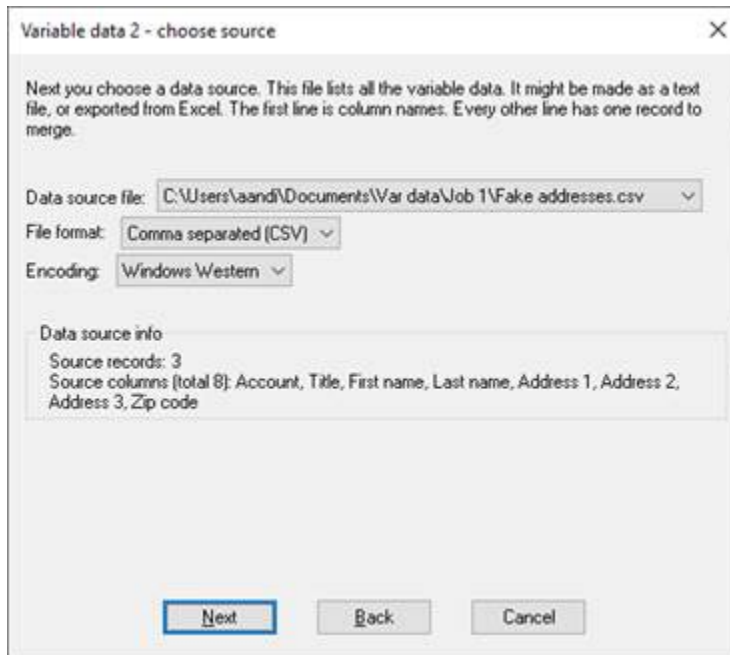 Variable data 2 - choose source
Next you choose a data source. This file lists all the variable data. It might be made as a text
file, or exported from Excel. The first line is column names. Every other line has one record to
merge.
Data source file: C:\Users\aandi\Documents\Var data\Job 1\Fake addresses.csv
File format: Comma separated (CSV)
Encoding: Windows Western
Data source info
Source records: 3
Source columns (total 8): Account, Title, First name, Last name, Address 1, Address 2,
Address 3, Zip code
Next Back Cancel